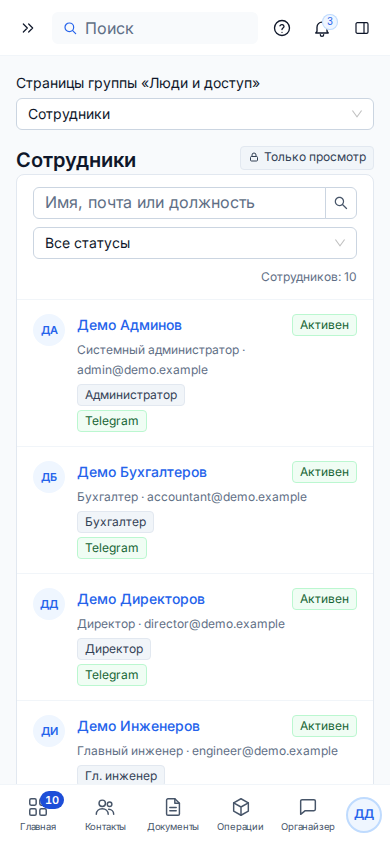 Поиск
3
Страницы группы «Люди и доступ»
Сотрудники
Сотрудники
Только просмотр
Имя, почта или должность
Все статусы
Сотрудников: 10
ДА
Демо Админов
Активен
Системный администратор ·
admin@demo.example
Администратор
Telegram
ДБ
Демо Бухгалтеров
Активен
Бухгалтер · accountant@demo.example
Бухгалтер
Telegram
ДД
Демо Директоров
Активен
Директор · director@demo.example
Директор
Telegram
ДИ
Демо Инженеров
Активен
Главный инженер · engineer@demo.example
Гл. инженер
10
Главная
Контакты
Документы
Операции
Органайзер
ДД